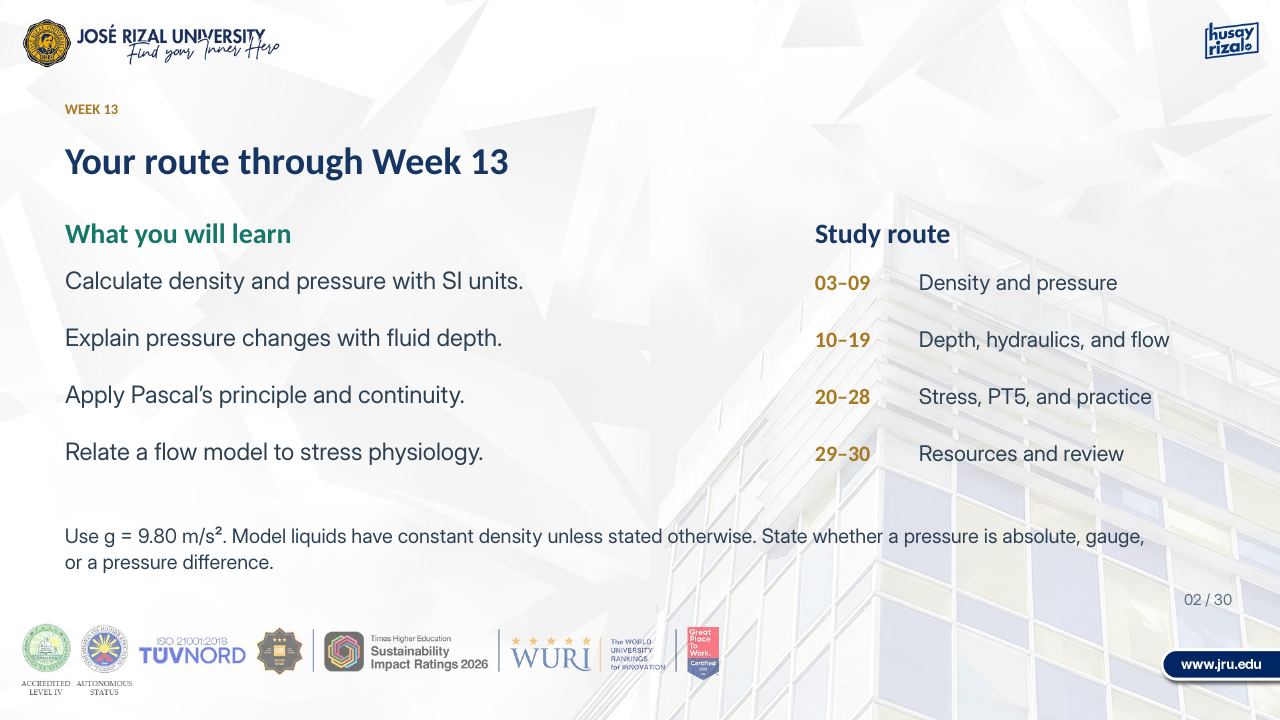 JOSÉ RIZAL UNIVERSITY
Find your Inner Hero
husay
rizal
WEEK 13
Your route through Week 13
What you will learn
Calculate density and pressure with SI units.
Explain pressure changes with fluid depth.
Apply Pascal’s principle and continuity.
Relate a flow model to stress physiology.
Study route
03–09 Density and pressure
10–19 Depth, hydraulics, and flow
20–28 Stress, PT5, and practice
29–30 Resources and review
Use g = 9.80 m/s². Model liquids have constant density unless stated otherwise. State whether a pressure is absolute, gauge,
or a pressure difference.
02 / 30
ACCREDITED
LEVEL IV
AUTONOMOUS
STATUS
ISO 21001:2018
TÜVNORD
Times Higher Education
Sustainability
Impact Ratings 2026
WURI
The WORLD
UNIVERSITY
RANKINGS
for INNOVATION
Great
Place
To
Work.
Certified
www.jru.edu